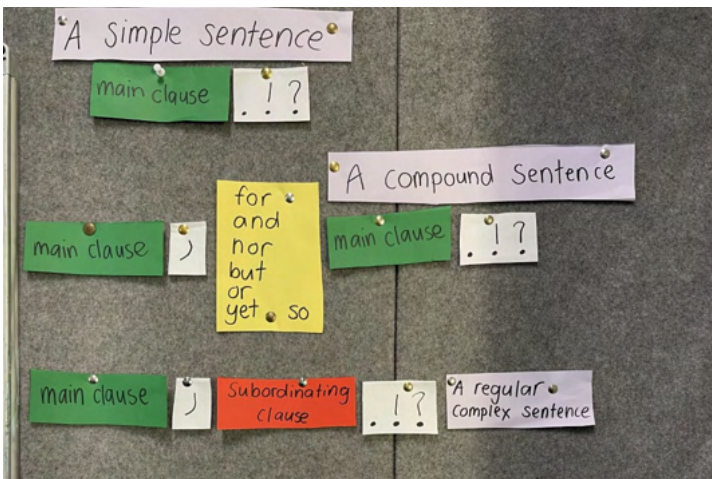 A simple sentence
main clause . ! ?
A compound sentence
for
and
main clause , nor main clause . ! ?
but
or
yet so
main clause , Subordinating . ! ? A regular
clause complex sentence